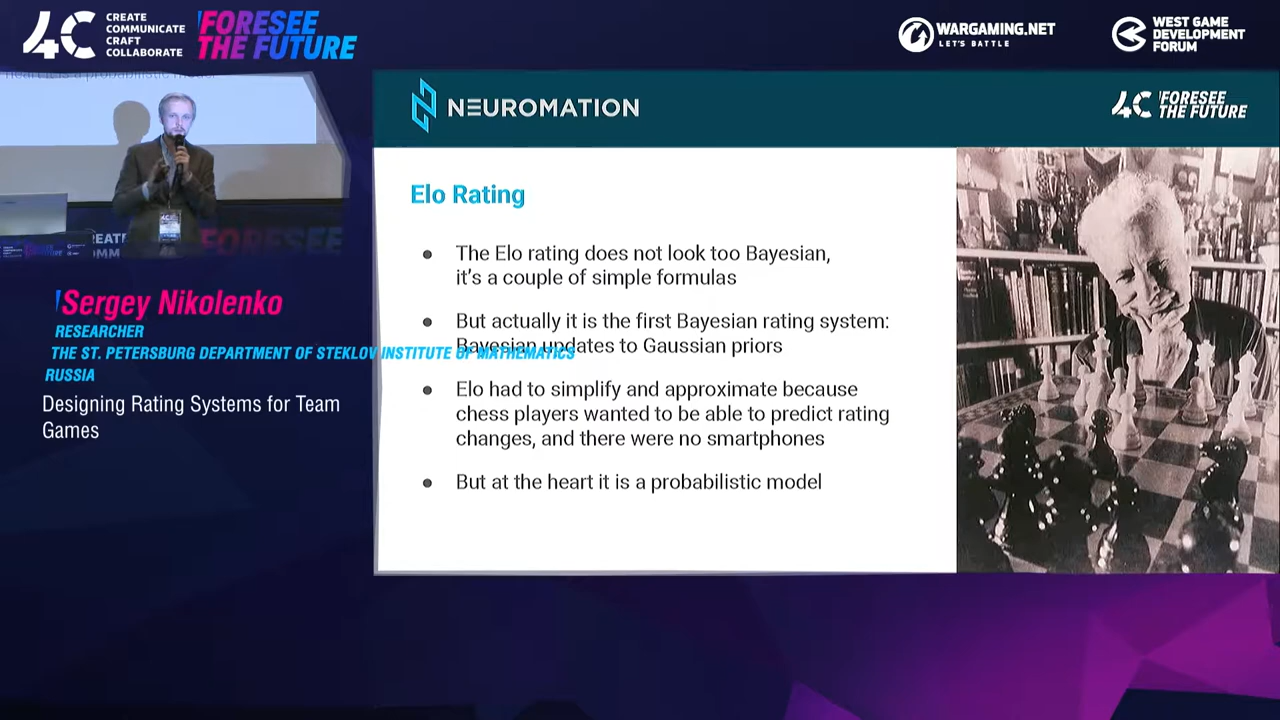 4C
CREATE
COMMUNICATE
CRAFT
COLLABORATE
FORESEE
THE FUTURE
WARGAMING.NET
LET'S BATTLE
WEST GAME
DEVELOPMENT
FORUM
NEUROMATION
4C FORESEE
THE FUTURE
Elo Rating
The Elo rating does not look too Bayesian,
it's a couple of simple formulas
But actually it is the first Bayesian rating system:
Bayesian updates to Gaussian priors
Elo had to simplify and approximate because
chess players wanted to be able to predict rating
changes, and there were no smartphones
But at the heart it is a probabilistic model
FORESEE
Sergey Nikolenko
RESEARCHER
THE ST. PETERSBURG DEPARTMENT OF STEKLOV INSTITUTE OF MATHEMATICS
RUSSIA
Designing Rating Systems for Team
Games